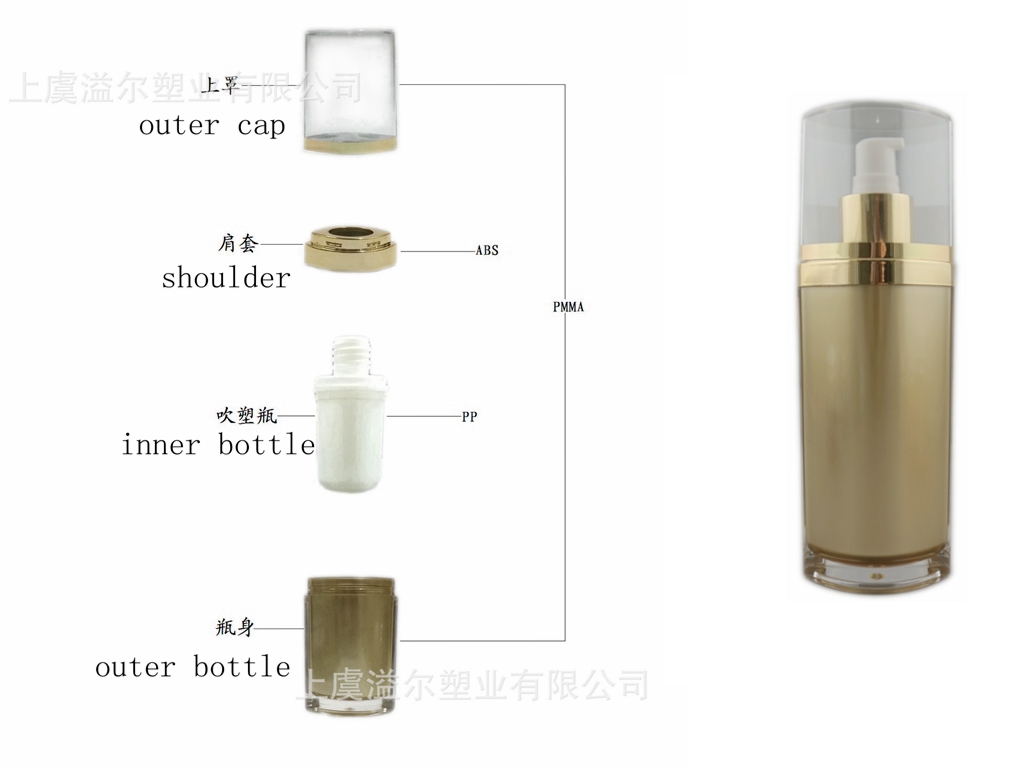 上虞溢尔塑业有限公司
上罩
outer cap
肩套
shoulder
ABS
PMMA
吹塑瓶
PP
inner bottle
瓶身
outer bottle
上虞溢尔塑业有限公司